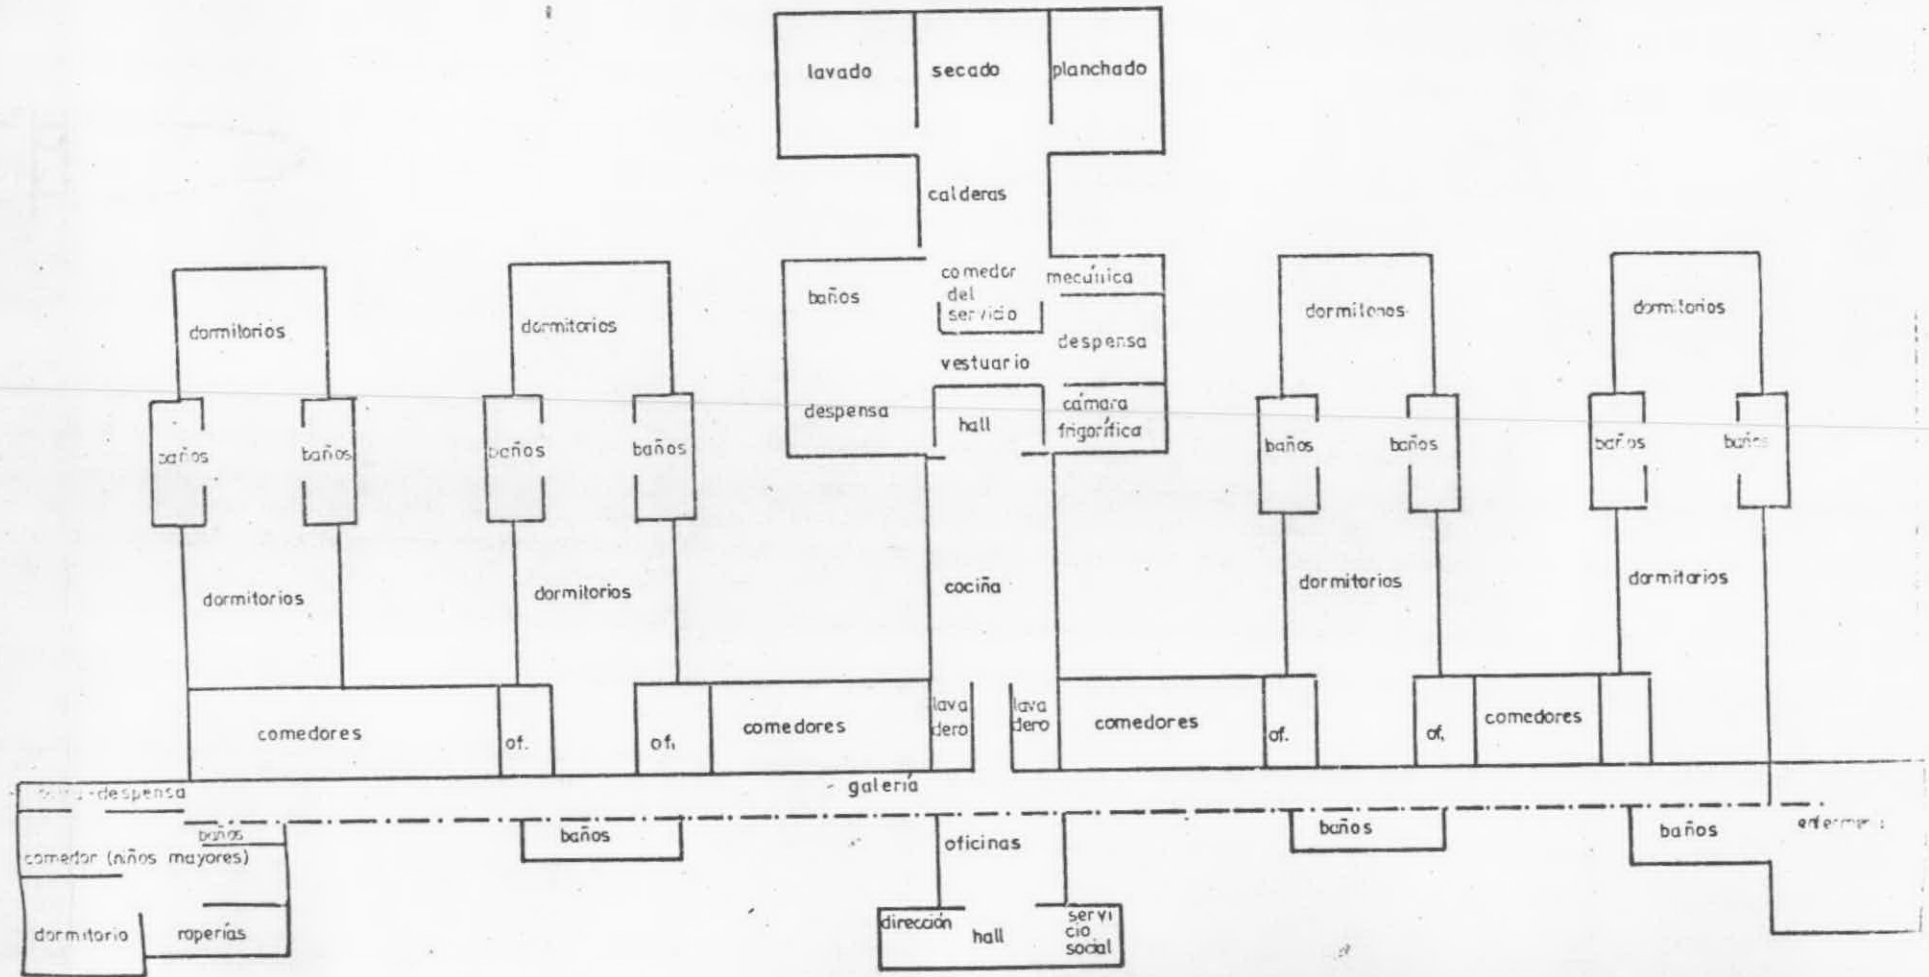 lavado
secado
planchado
calderas
comedor
del
servicio
mecánica
baños
despensa
vestuario
despensa
hall
cámara
frigorífica
dormitorios
dormitorios
dormitorios
dormitorios
baños
baños
baños
baños
baños
baños
baños
baños
dormitorios
dormitorios
cociña
dormitorios
dormitorios
comedores
of.
of.
comedores
lava
dero
lava
dero
comedores
of.
of.
comedores
galería
-despensa
baños
comedor (niños mayores)
dormitorio
roperías
baños
oficinas
dirección
hall
servi
cio
social
baños
baños